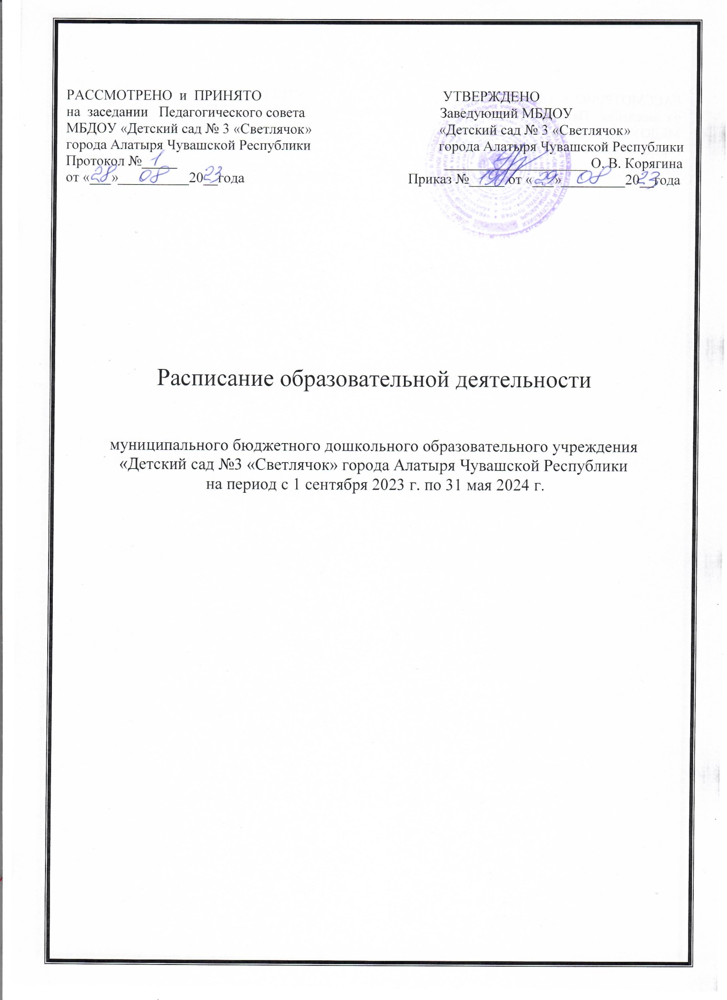 РАССМОТРЕНО и ПРИНЯТО
на заседании Педагогического совета
МБДОУ «Детский сад № 3 «Светлячок»
города Алатыря Чувашской Республики
Протокол № 1
от «28» 08 2023 года
УТВЕРЖДЕНО
Заведующий МБДОУ
«Детский сад № 3 «Светлячок»
города Алатыря Чувашской Республики
О. В. Корягина
Приказ № от «29» 08 2023 года
Расписание образовательной деятельности
муниципального бюджетного дошкольного образовательного учреждения
«Детский сад №3 «Светлячок» города Алатыря Чувашской Республики
на период с 1 сентября 2023 г. по 31 мая 2024 г.